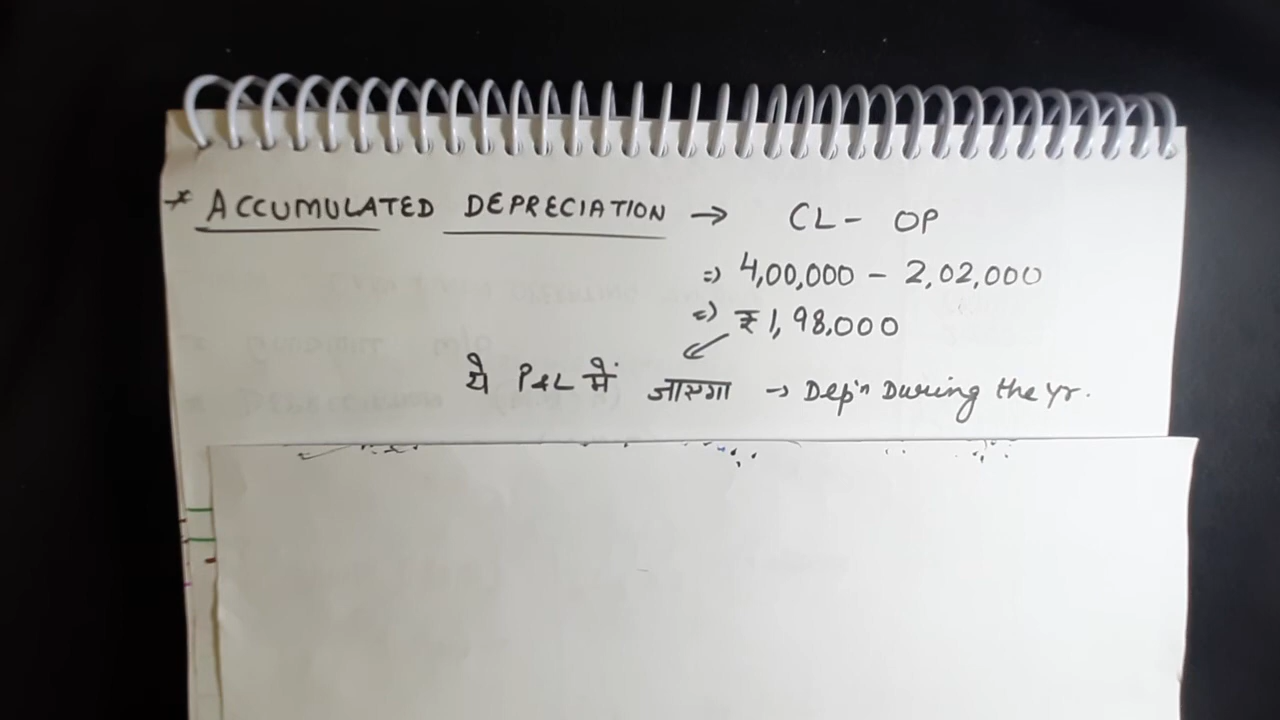 * ACCUMULATED DEPRECIATION → CL - OP
⇒ 4,00,000 - 2,02,000
⇒ ₹1,98,000
ये P&L में जाएगा → Dep'n During the yr.